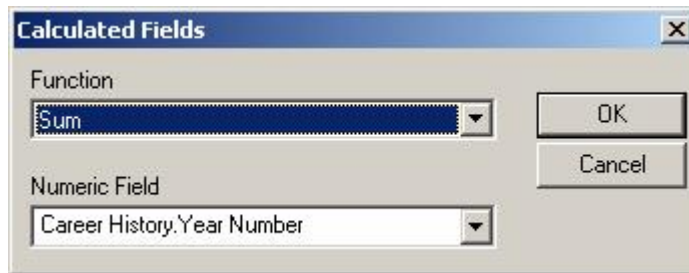 Calculated Fields
Function
Sum
OK
Cancel
Numeric Field
Career History.Year Number